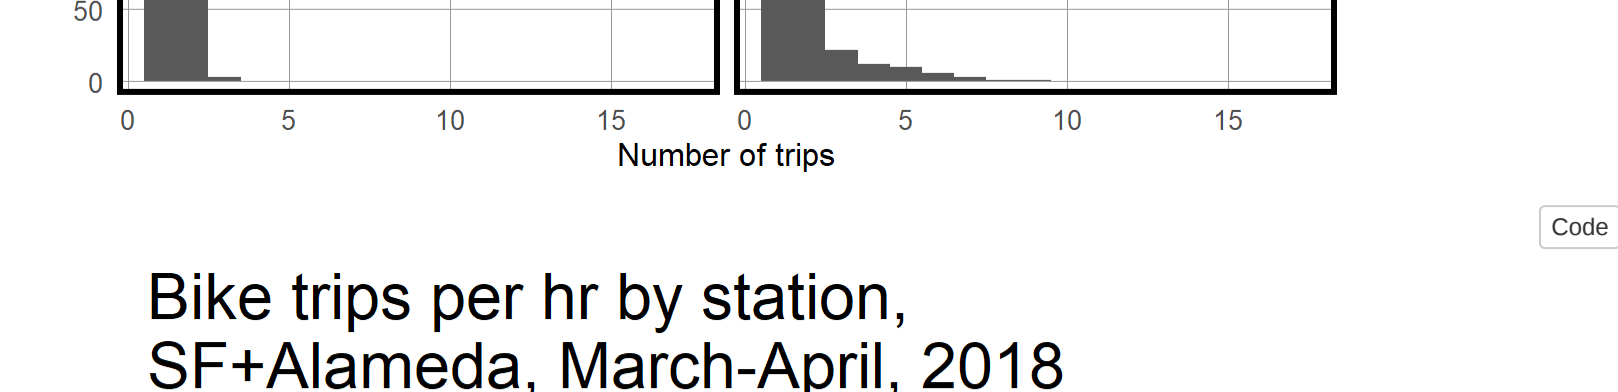 50
0
0 5 10 15 0 5 10 15
Number of trips
Code
Bike trips per hr by station,
SF+Alameda, March-April, 2018